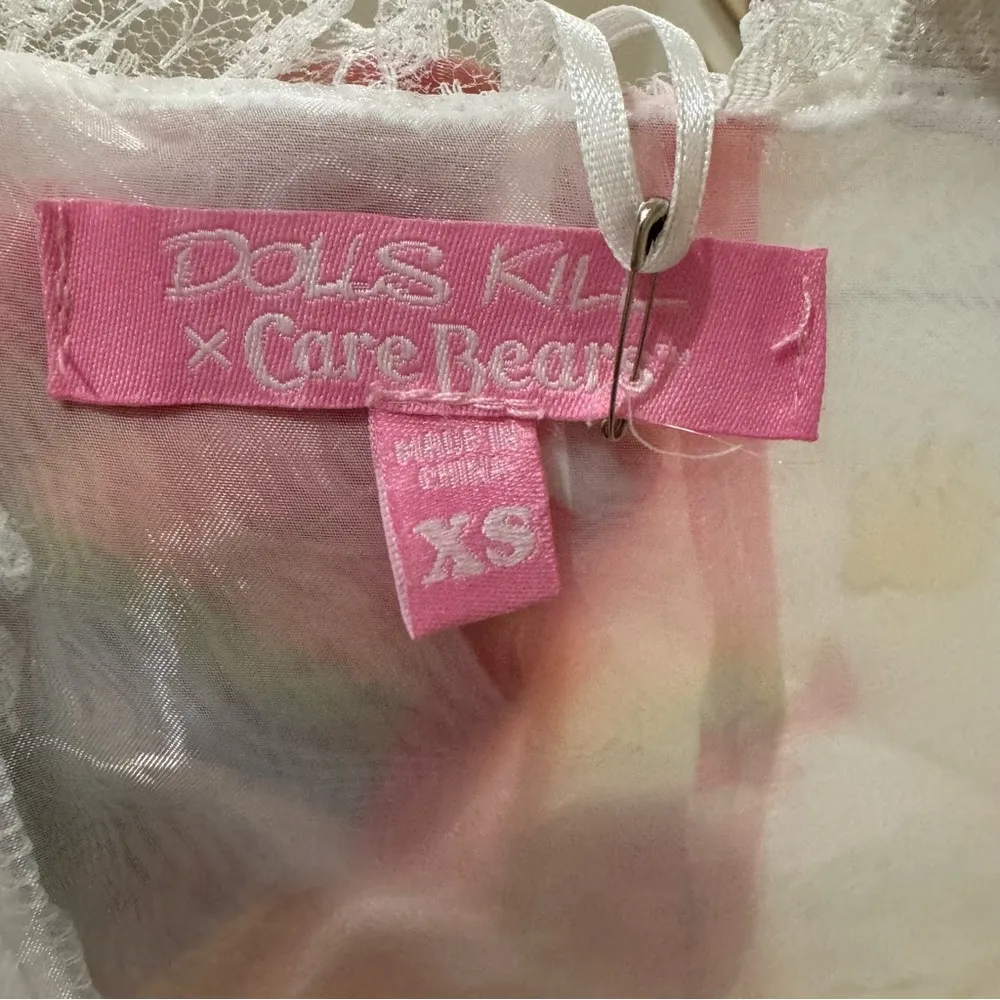 DOLLS KILL
× Care Bears
MADE IN
CHINA
XS